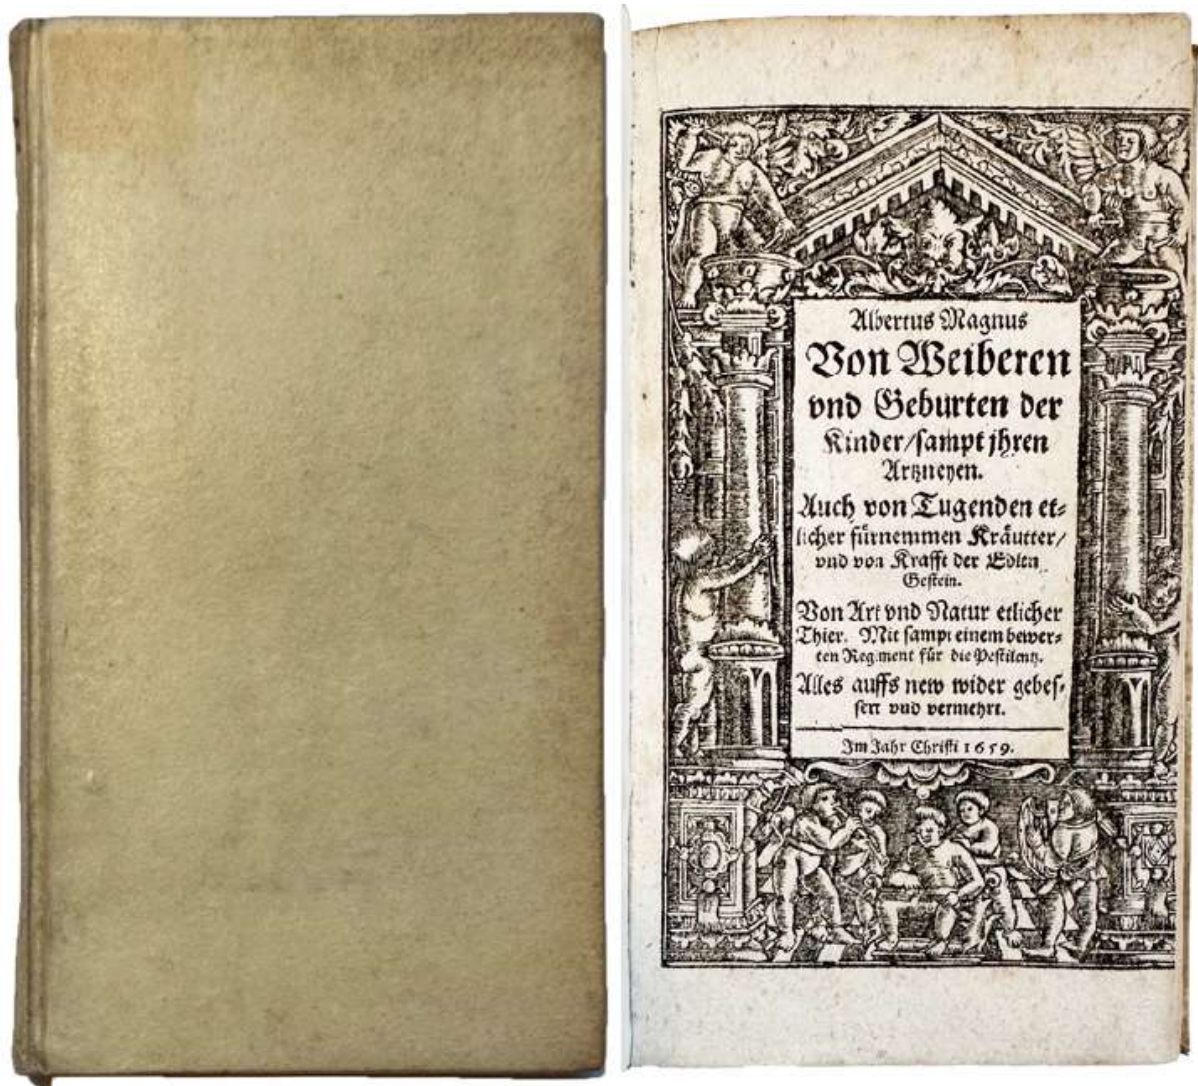 Albertus Magnus
Von Weiberen
vnd Geburten der
Kinder/sampt jhren
Artzneyen.
Auch von Tugenden et⸗
licher fürnemmen Kräutter/
vnd von Krafft der Edlen
Gestein.
Von Art vnd Natur etlicher
Thier. Mit sampt einem bewer⸗
ten Regiment für die Pestilentz.
Alles auffs new wider gebes⸗
sert vnd vermehrt.
Im Jahr Christi 1659.